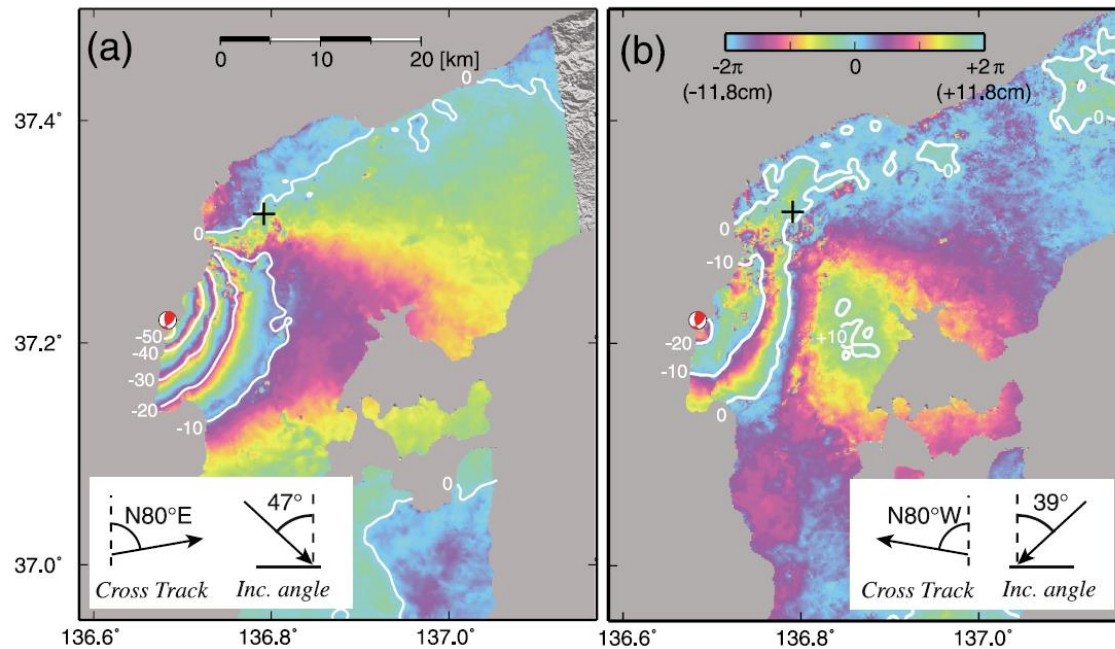 (a)
0 10 20 [km]
(b)
-2π 0 +2π
(-11.8cm) (+11.8cm)
37.4˚
37.2˚
37.0˚
0
0
-50
-40
-30
-20
-10
0
N80°E
47°
Cross Track
Inc. angle
136.6˚ 136.8˚ 137.0˚
0
0
0
-10
-20
-10
0
+10
N80°W
39°
Cross Track
Inc. angle
136.6˚ 136.8˚ 137.0˚